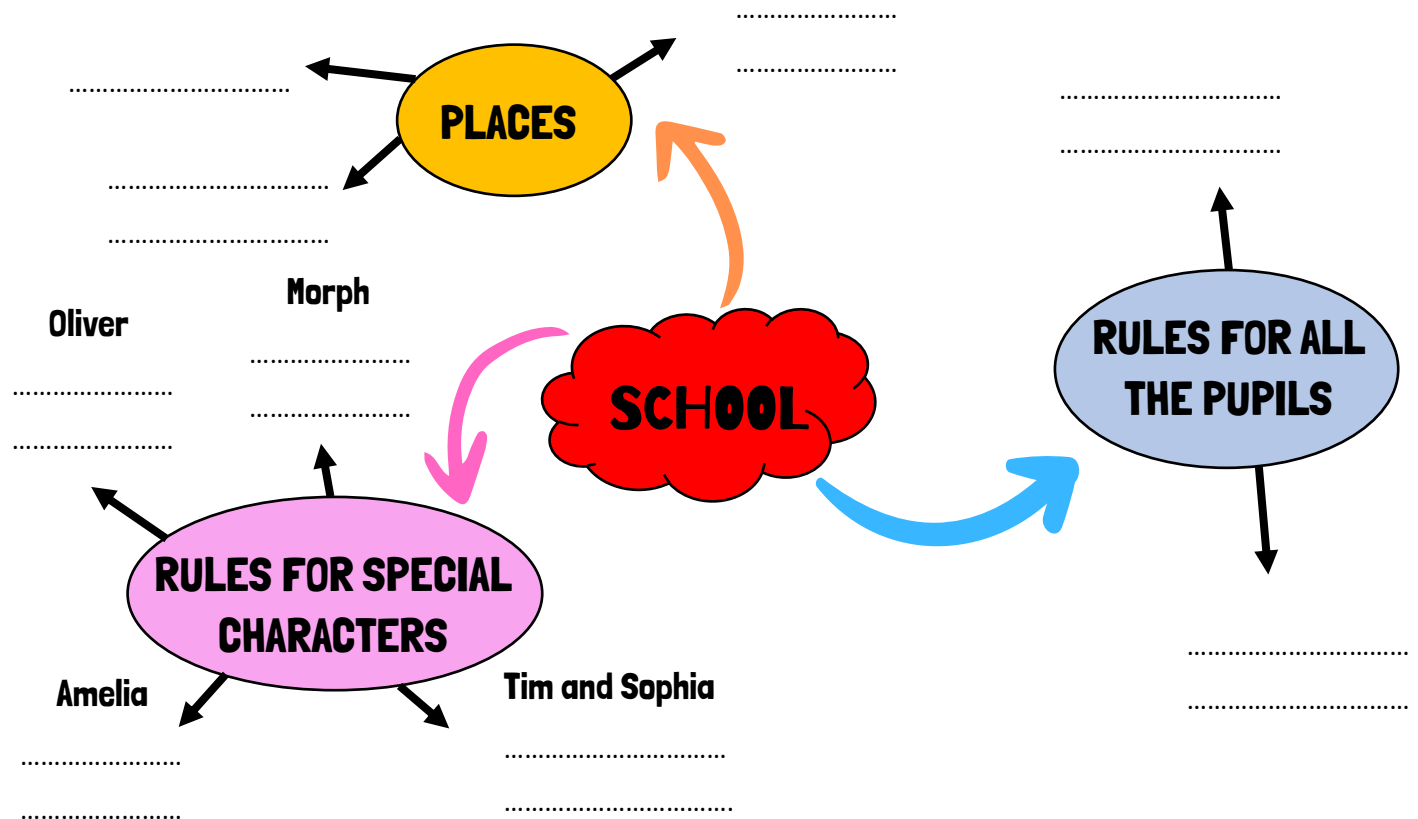 ……………………
……………………
……………………………
PLACES
……………………………
……………………………
……………………………
……………………………
Morph
……………………
……………………
Oliver
……………………
……………………
SCHOOL
RULES FOR ALL
THE PUPILS
RULES FOR SPECIAL
CHARACTERS
Amelia
……………………
……………………
Tim and Sophia
……………………………
…………………………….
……………………………
……………………………